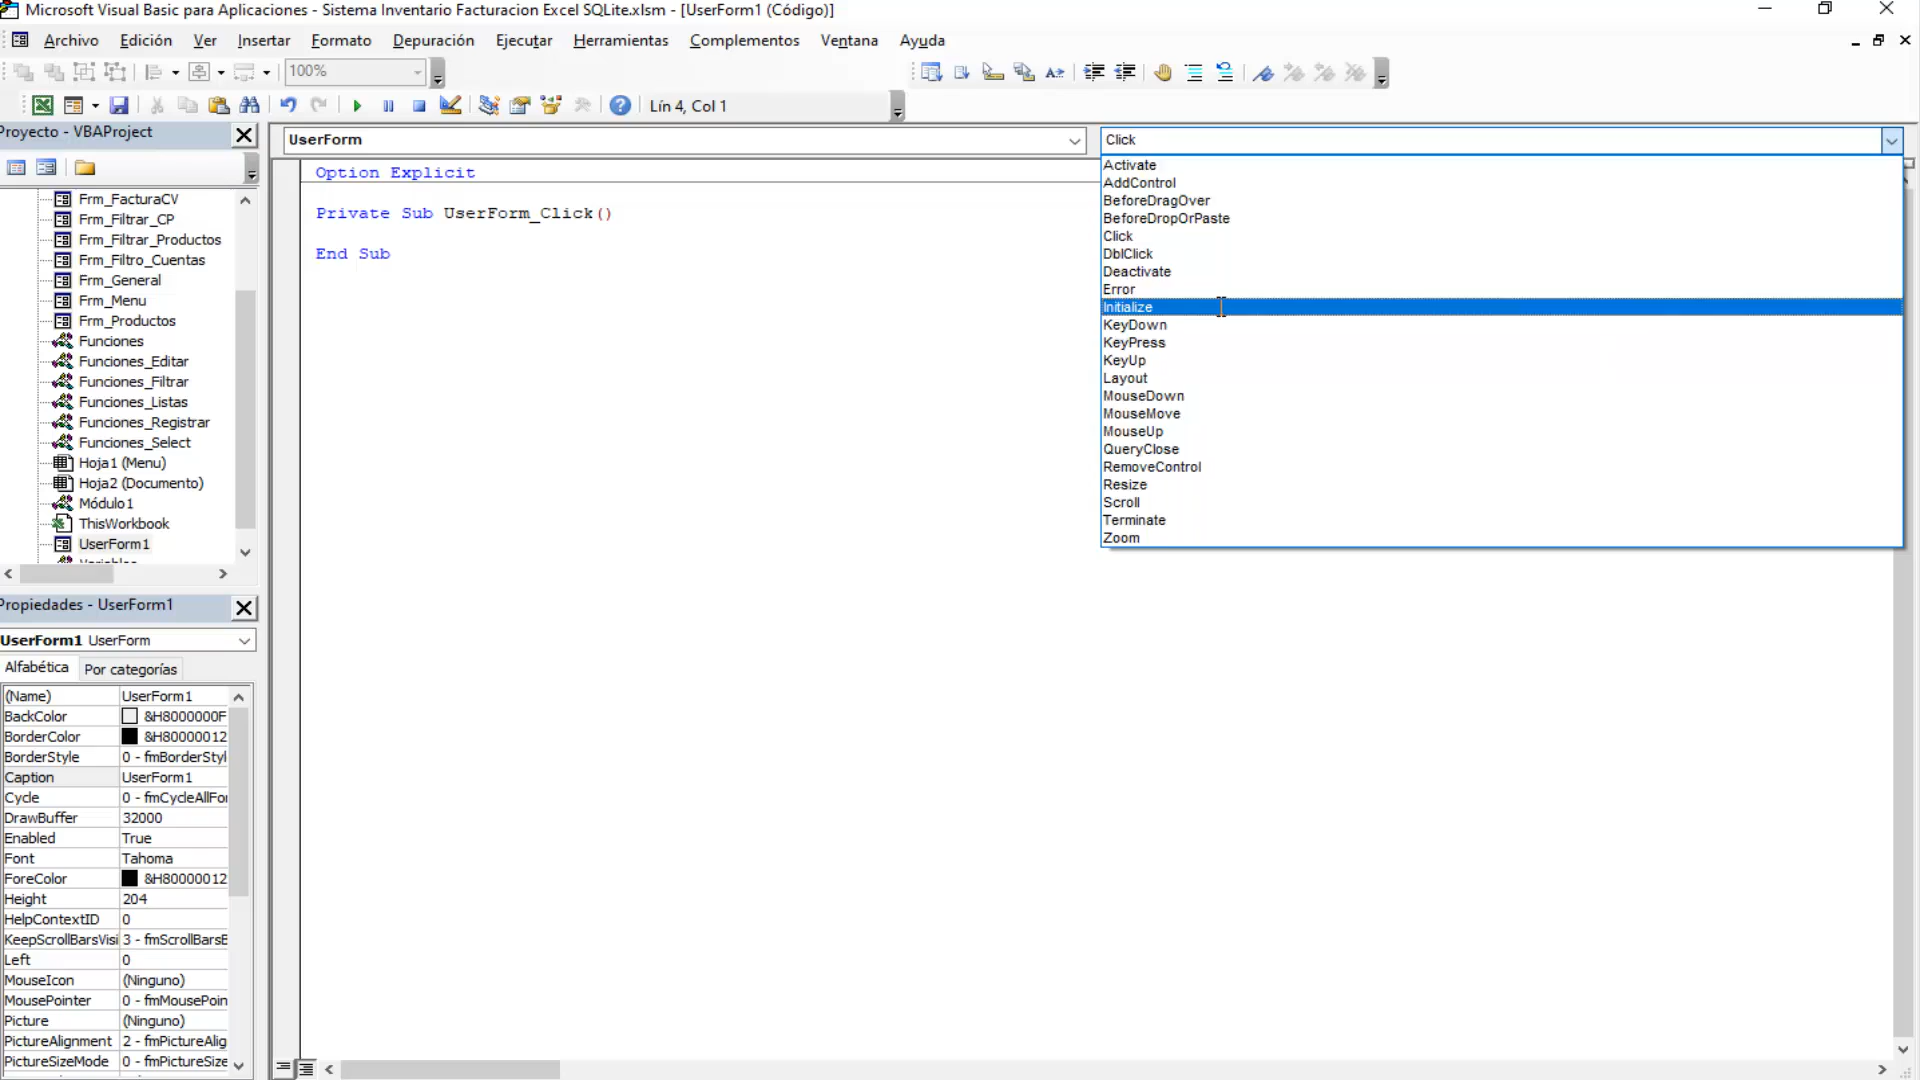 Microsoft Visual Basic para Aplicaciones - Sistema Inventario Facturacion Excel SQLite.xlsm - [UserForm1 (Código)]
Archivo Edición Ver Insertar Formato Depuración Ejecutar Herramientas Complementos Ventana Ayuda
100%
Lín 4, Col 1
Proyecto - VBAProject
Frm_FacturaCV
Frm_Filtrar_CP
Frm_Filtrar_Productos
Frm_Filtro_Cuentas
Frm_General
Frm_Menu
Frm_Productos
Funciones
Funciones_Editar
Funciones_Filtrar
Funciones_Listas
Funciones_Registrar
Funciones_Select
Hoja1 (Menu)
Hoja2 (Documento)
Módulo1
ThisWorkbook
UserForm1
Propiedades - UserForm1
UserForm1 UserForm
Alfabética Por categorías
(Name) UserForm1
BackColor &H8000000F
BorderColor &H80000012
BorderStyle 0 - fmBorderStyl
Caption UserForm1
Cycle 0 - fmCycleAllFor
DrawBuffer 32000
Enabled True
Font Tahoma
ForeColor &H80000012
Height 204
HelpContextID 0
KeepScrollBarsVisi 3 - fmScrollBarsB
Left 0
MouseIcon (Ninguno)
MousePointer 0 - fmMousePoin
Picture (Ninguno)
PictureAlignment 2 - fmPictureAlig
PictureSizeMode 0 - fmPictureSize
UserForm
Option Explicit
Private Sub UserForm_Click()
End Sub
Click
Activate
AddControl
BeforeDragOver
BeforeDropOrPaste
Click
DblClick
Deactivate
Error
Initialize
KeyDown
KeyPress
KeyUp
Layout
MouseDown
MouseMove
MouseUp
QueryClose
RemoveControl
Resize
Scroll
Terminate
Zoom